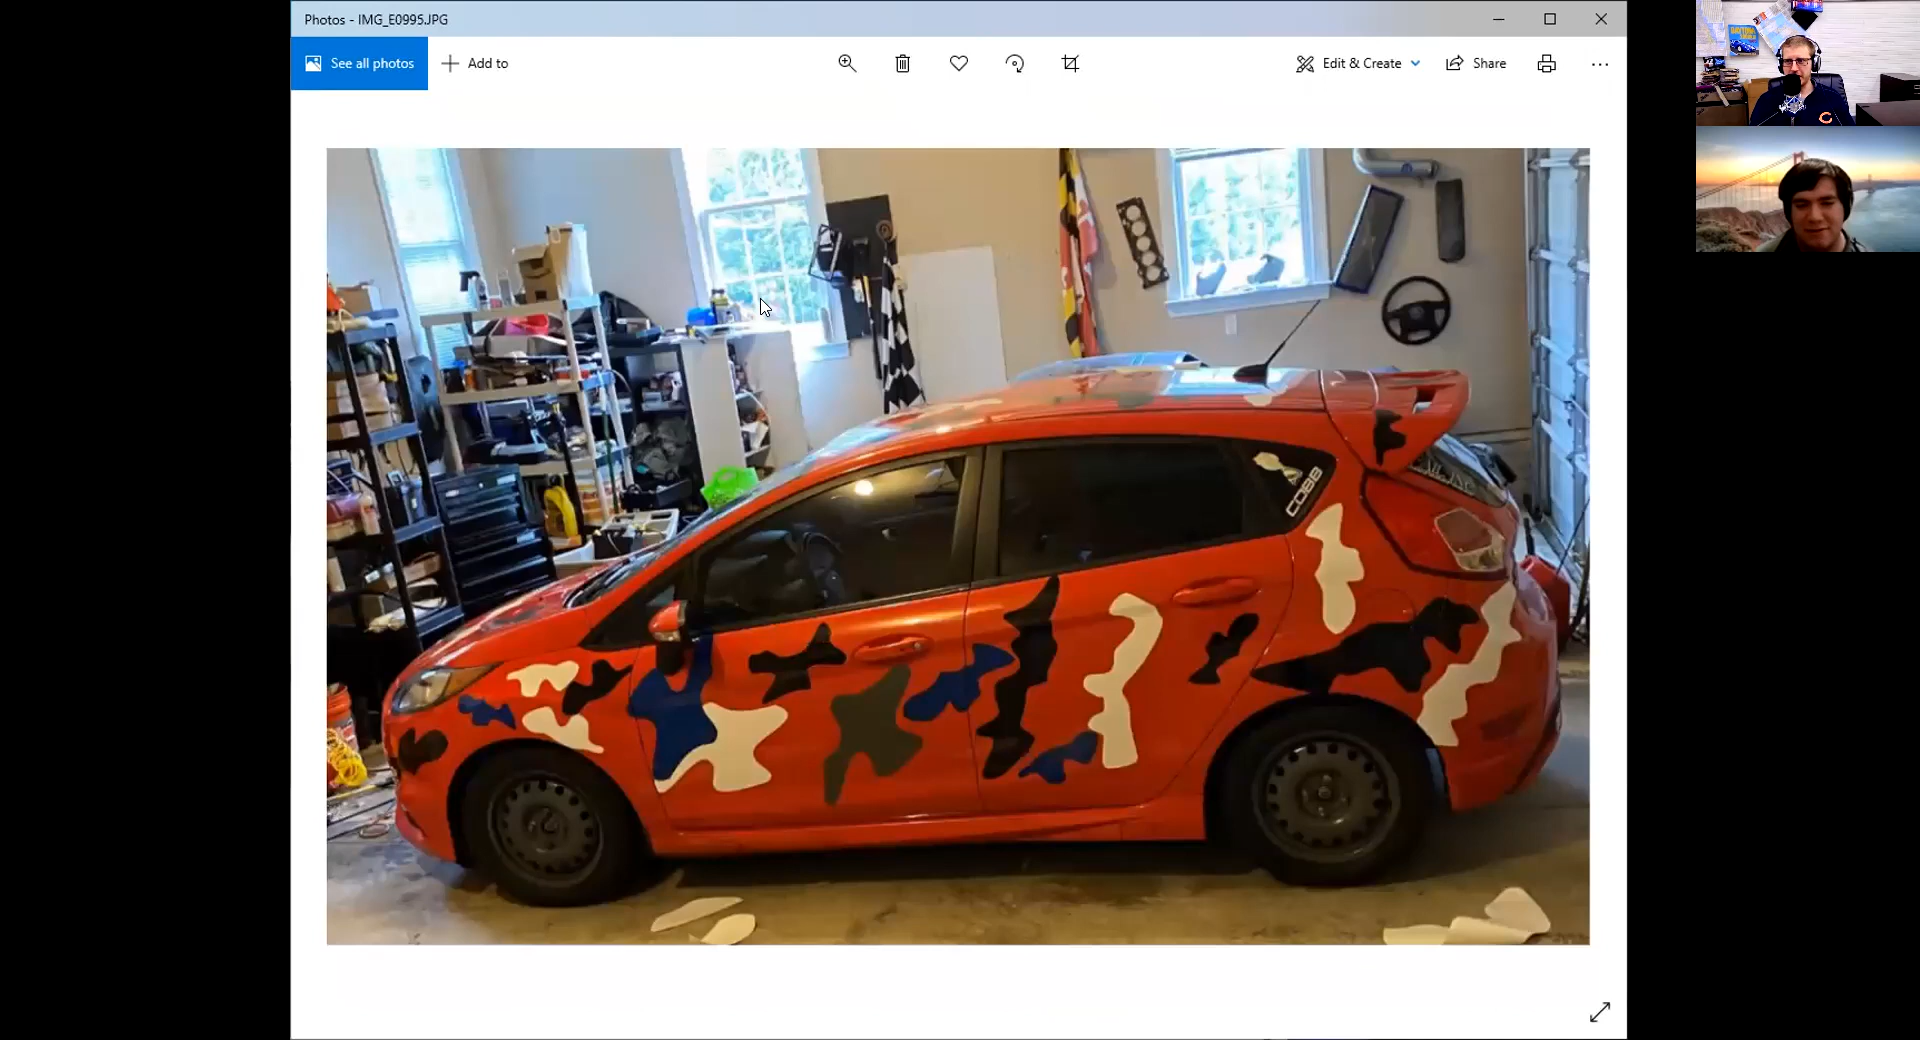 Photos - IMG_E0995.JPG
See all photos
Add to
Edit & Create
Share
COBB